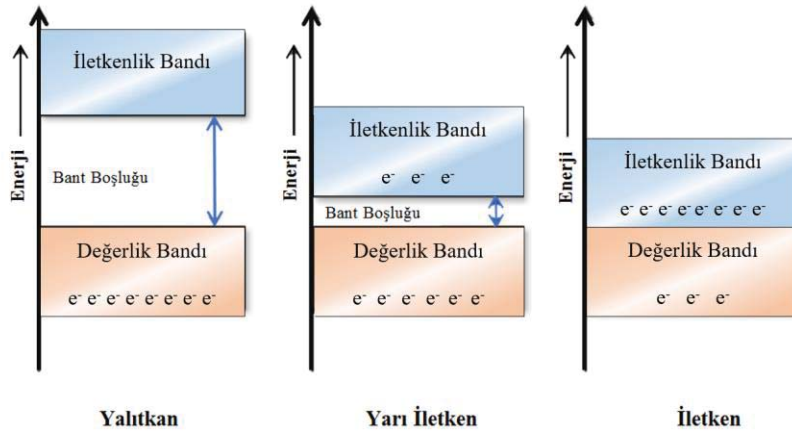 Enerji
İletkenlik Bandı
Bant Boşluğu
Değerlik Bandı
e- e- e- e- e- e- e- e-
Yalıtkan
Enerji
İletkenlik Bandı
e- e- e-
Bant Boşluğu
Değerlik Bandı
e- e- e- e- e- e-
Yarı İletken
Enerji
İletkenlik Bandı
e- e- e- e- e- e- e- e-
Değerlik Bandı
e- e- e-
İletken